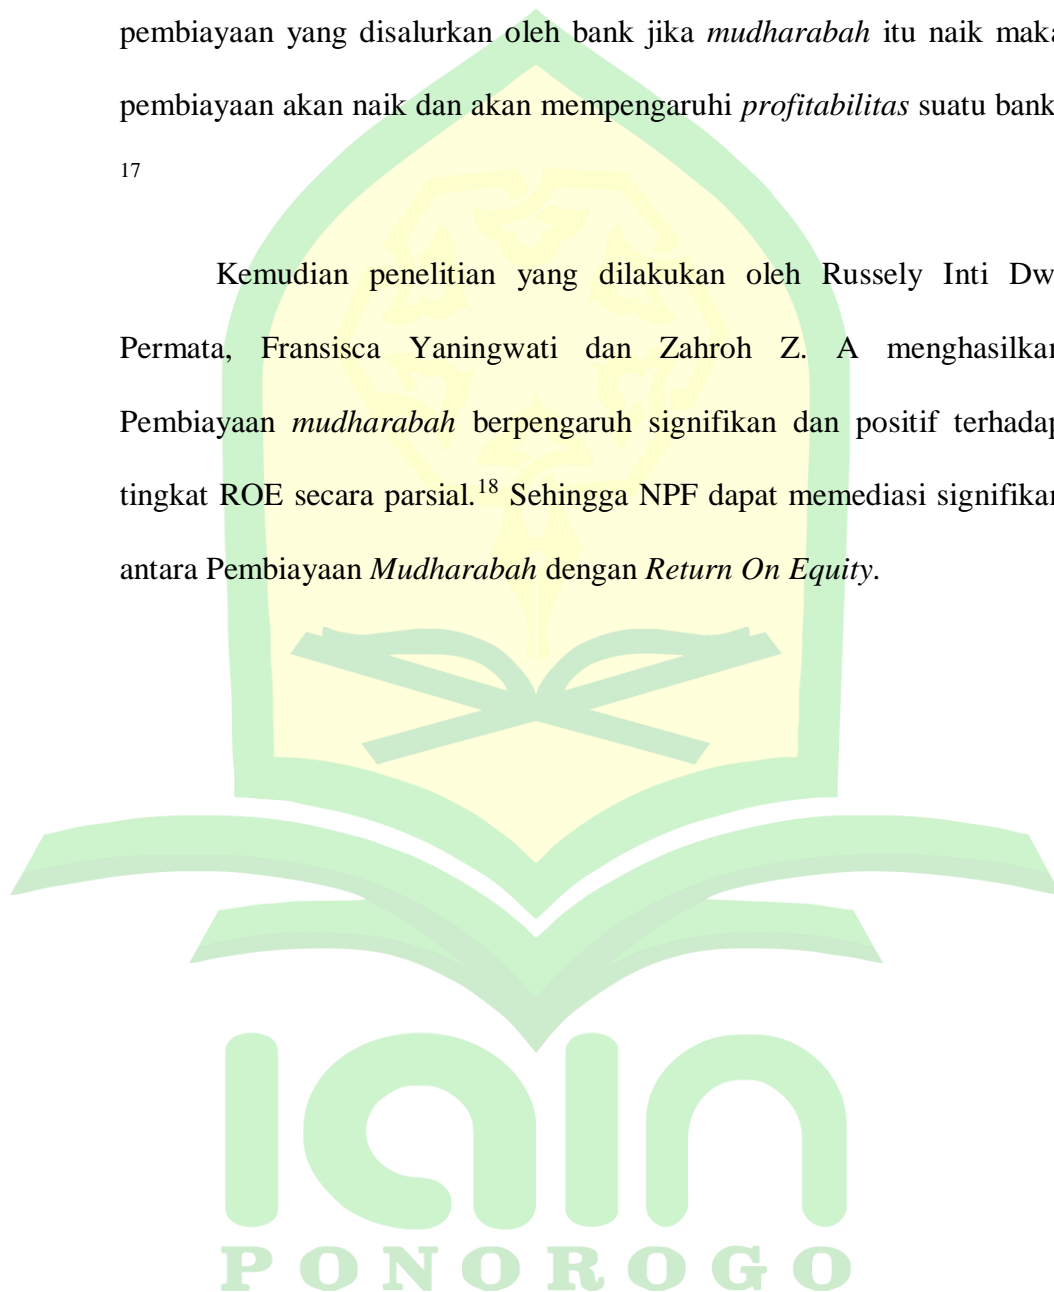 pembiayaan yang disalurkan oleh bank jika mudharabah itu naik maka
pembiayaan akan naik dan akan mempengaruhi profitabilitas suatu bank
17
Kemudian penelitian yang dilakukan oleh Russely Inti Dw
Permata, Fransisca Yaningwati dan Zahroh Z. A menghasilkan
Pembiayaan mudharabah berpengaruh signifikan dan positif terhadap
tingkat ROE secara parsial.18 Sehingga NPF dapat memediasi signifikan
antara Pembiayaan Mudharabah dengan Return On Equity.
IAIN
PONOROGO